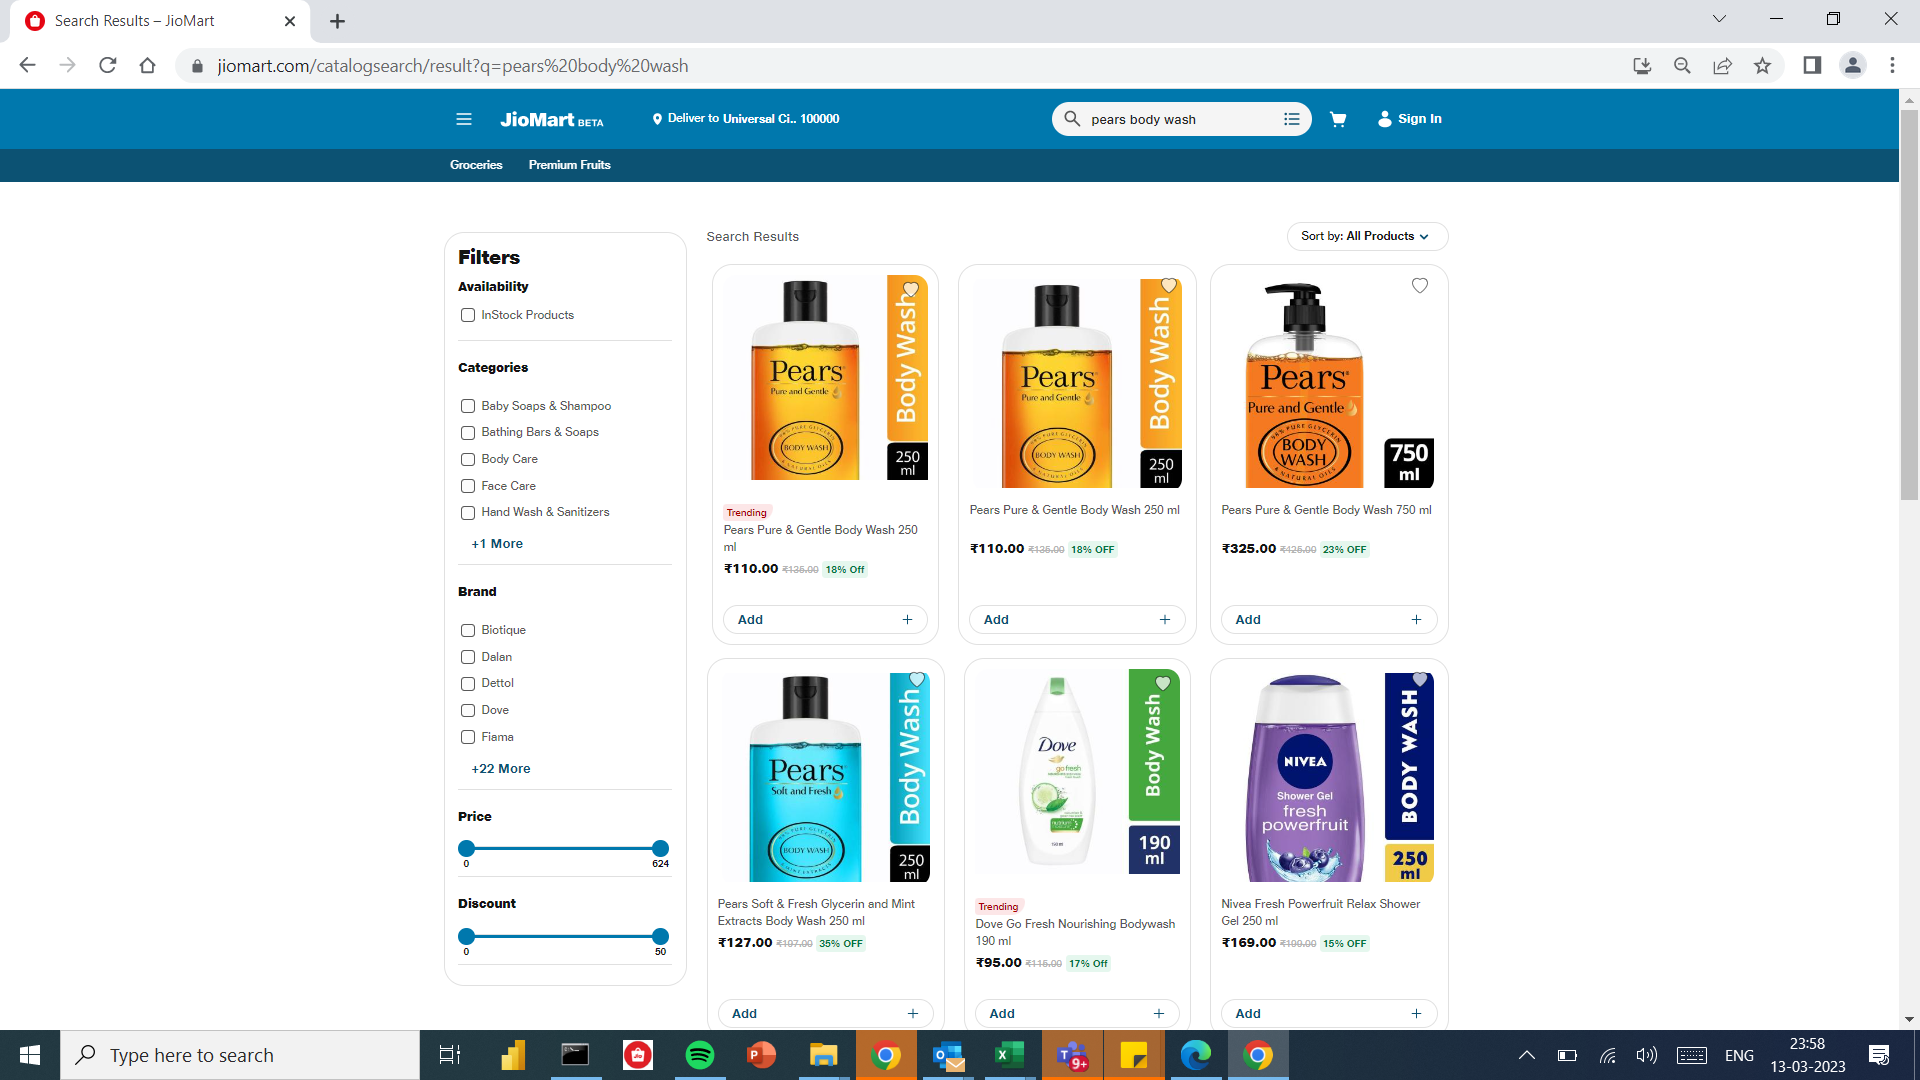 Search Results – JioMart
jiomart.com/catalogsearch/result?q=pears%20body%20wash
JioMart BETA
Deliver to Universal Ci.. 100000
pears body wash
Sign In
Groceries
Premium Fruits
Filters
Availability
InStock Products
Categories
Baby Soaps & Shampoo
Bathing Bars & Soaps
Body Care
Face Care
Hand Wash & Sanitizers
+1 More
Brand
Biotique
Dalan
Dettol
Dove
Fiama
+22 More
Price
0
624
Discount
0
50
Search Results
Sort by: All Products
Pears
Pure and Gentle
BODY WASH
Body Wash
250
ml
Trending
Pears Pure & Gentle Body Wash 250
ml
₹110.00 ₹135.00 18% Off
Add
Pears
Pure and Gentle
BODY WASH
Body Wash
250
ml
Pears Pure & Gentle Body Wash 250 ml
₹110.00 ₹135.00 18% OFF
Add
Pears
Pure and Gentle
98% PURE GLYCERIN
BODY
WASH
& NATURAL OILS
750
ml
Pears Pure & Gentle Body Wash 750 ml
₹325.00 ₹425.00 23% OFF
Add
Pears
Soft and Fresh
BODY WASH
Body Wash
250
ml
Pears Soft & Fresh Glycerin and Mint
Extracts Body Wash 250 ml
₹127.00 ₹197.00 35% OFF
Add
Dove
go fresh
Body Wash
190
ml
Trending
Dove Go Fresh Nourishing Bodywash
190 ml
₹95.00 ₹115.00 17% Off
Add
NIVEA
Shower Gel
fresh
powerfruit
BODY WASH
250
ml
Nivea Fresh Powerfruit Relax Shower
Gel 250 ml
₹169.00 ₹199.00 15% OFF
Add
Type here to search
9+
ENG
23:58
13-03-2023